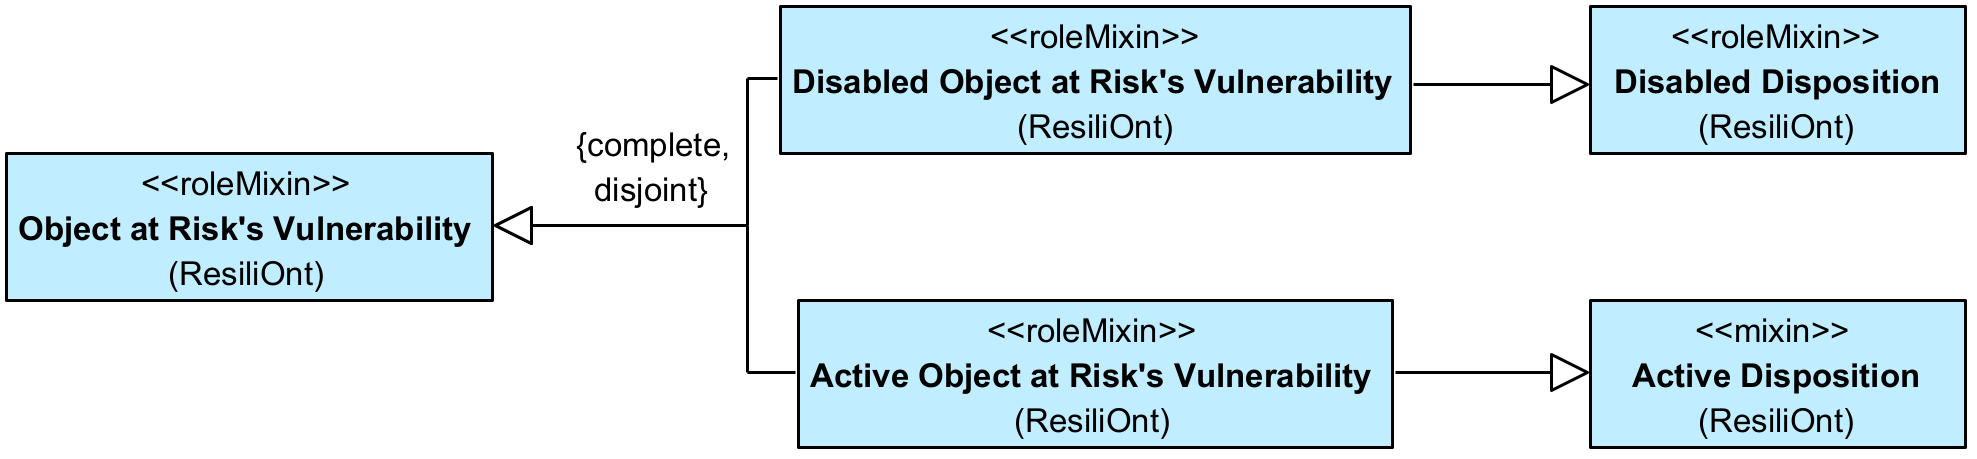 <<roleMixin>>
Object at Risk's Vulnerability
(ResiliOnt)
{complete,
disjoint}
<<roleMixin>>
Disabled Object at Risk's Vulnerability
(ResiliOnt)
<<roleMixin>>
Disabled Disposition
(ResiliOnt)
<<roleMixin>>
Active Object at Risk's Vulnerability
(ResiliOnt)
<<mixin>>
Active Disposition
(ResiliOnt)